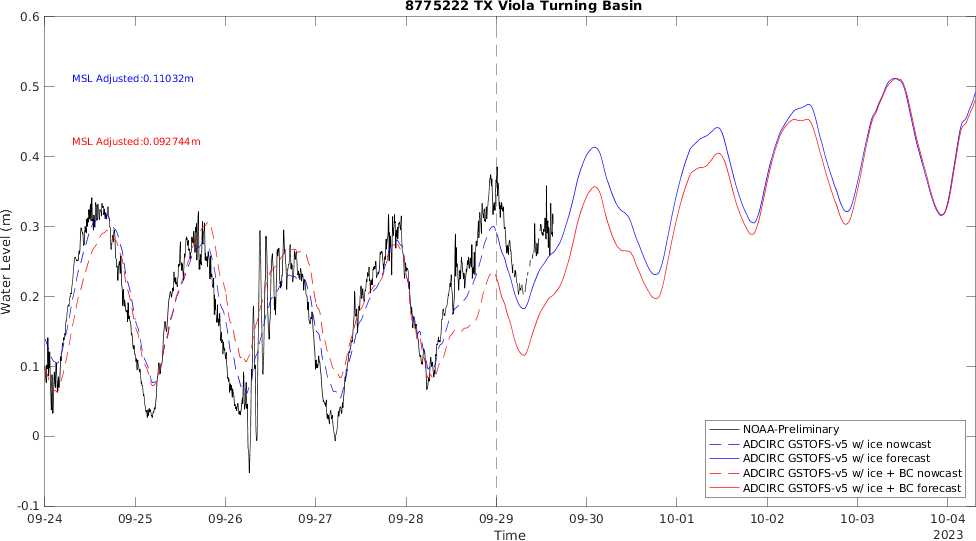 8775222 TX Viola Turning Basin
0.6
0.5
0.4
0.3
0.2
0.1
0
-0.1
Water Level (m)
MSL Adjusted:0.11032m
MSL Adjusted:0.092744m
NOAA-Preliminary
ADCIRC GSTOFS-v5 w/ ice nowcast
ADCIRC GSTOFS-v5 w/ ice forecast
ADCIRC GSTOFS-v5 w/ ice + BC nowcast
ADCIRC GSTOFS-v5 w/ ice + BC forecast
09-24 09-25 09-26 09-27 09-28 09-29 09-30 10-01 10-02 10-03 10-04
Time
2023